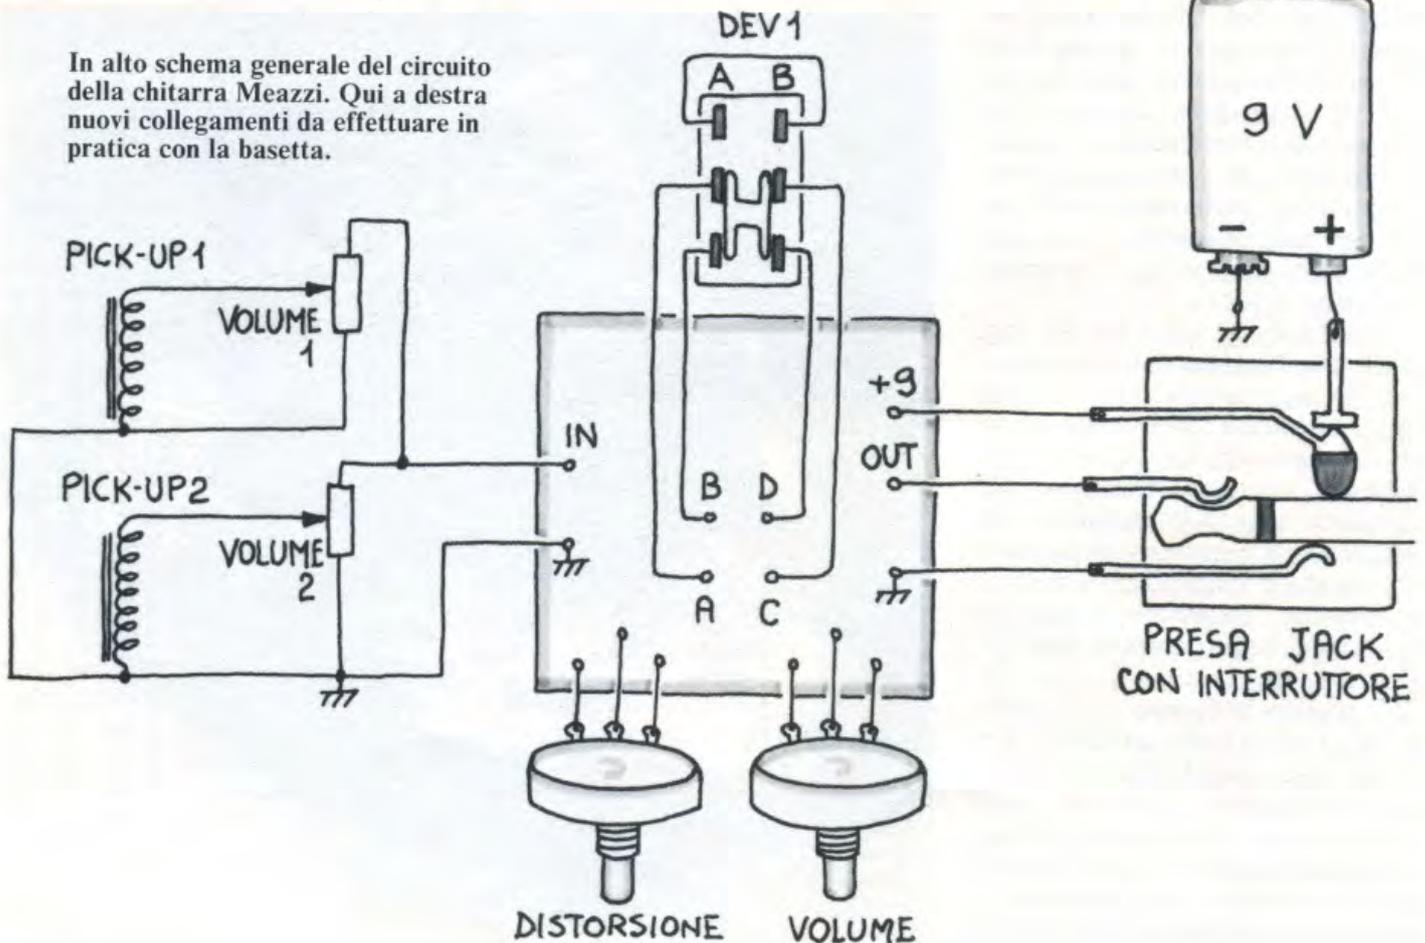 In alto schema generale del circuito
della chitarra Meazzi. Qui a destra
nuovi collegamenti da effettuare in
pratica con la basetta.
DEV1
A B
9 V
- +
PICK-UP1
VOLUME
1
PICK-UP2
VOLUME
2
IN
+9
OUT
B D
A C
PRESA JACK
CON INTERRUTTORE
DISTORSIONE
VOLUME